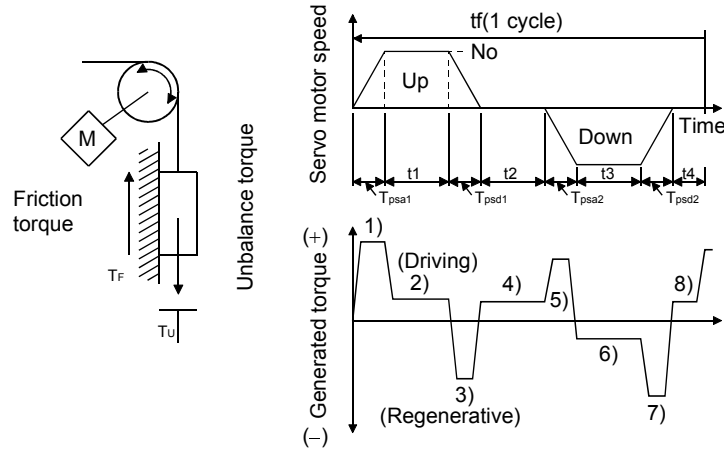 M
Friction
torque
TF
TU
Unbalance torque
Servo motor speed
tf(1 cycle)
No
Up
Down
Time
t1
t2
t3
t4
Tpsa1
Tpsd1
Tpsa2
Tpsd2
Generated torque
(+)
(–)
1)
(Driving)
2)
3)
(Regenerative)
4)
5)
6)
7)
8)